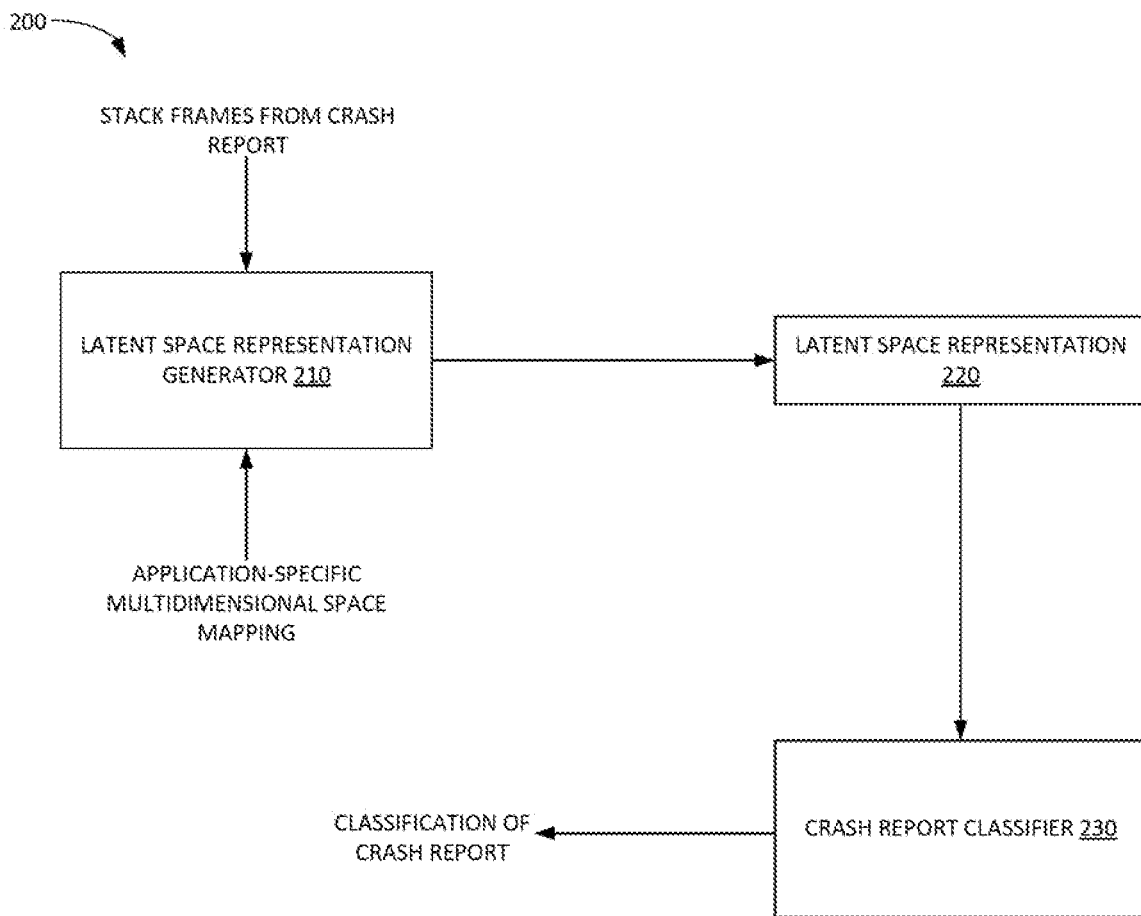 200
STACK FRAMES FROM CRASH
REPORT
LATENT SPACE REPRESENTATION
GENERATOR 210
LATENT SPACE REPRESENTATION
220
APPLICATION-SPECIFIC
MULTIDIMENSIONAL SPACE
MAPPING
CLASSIFICATION OF
CRASH REPORT
CRASH REPORT CLASSIFIER 230